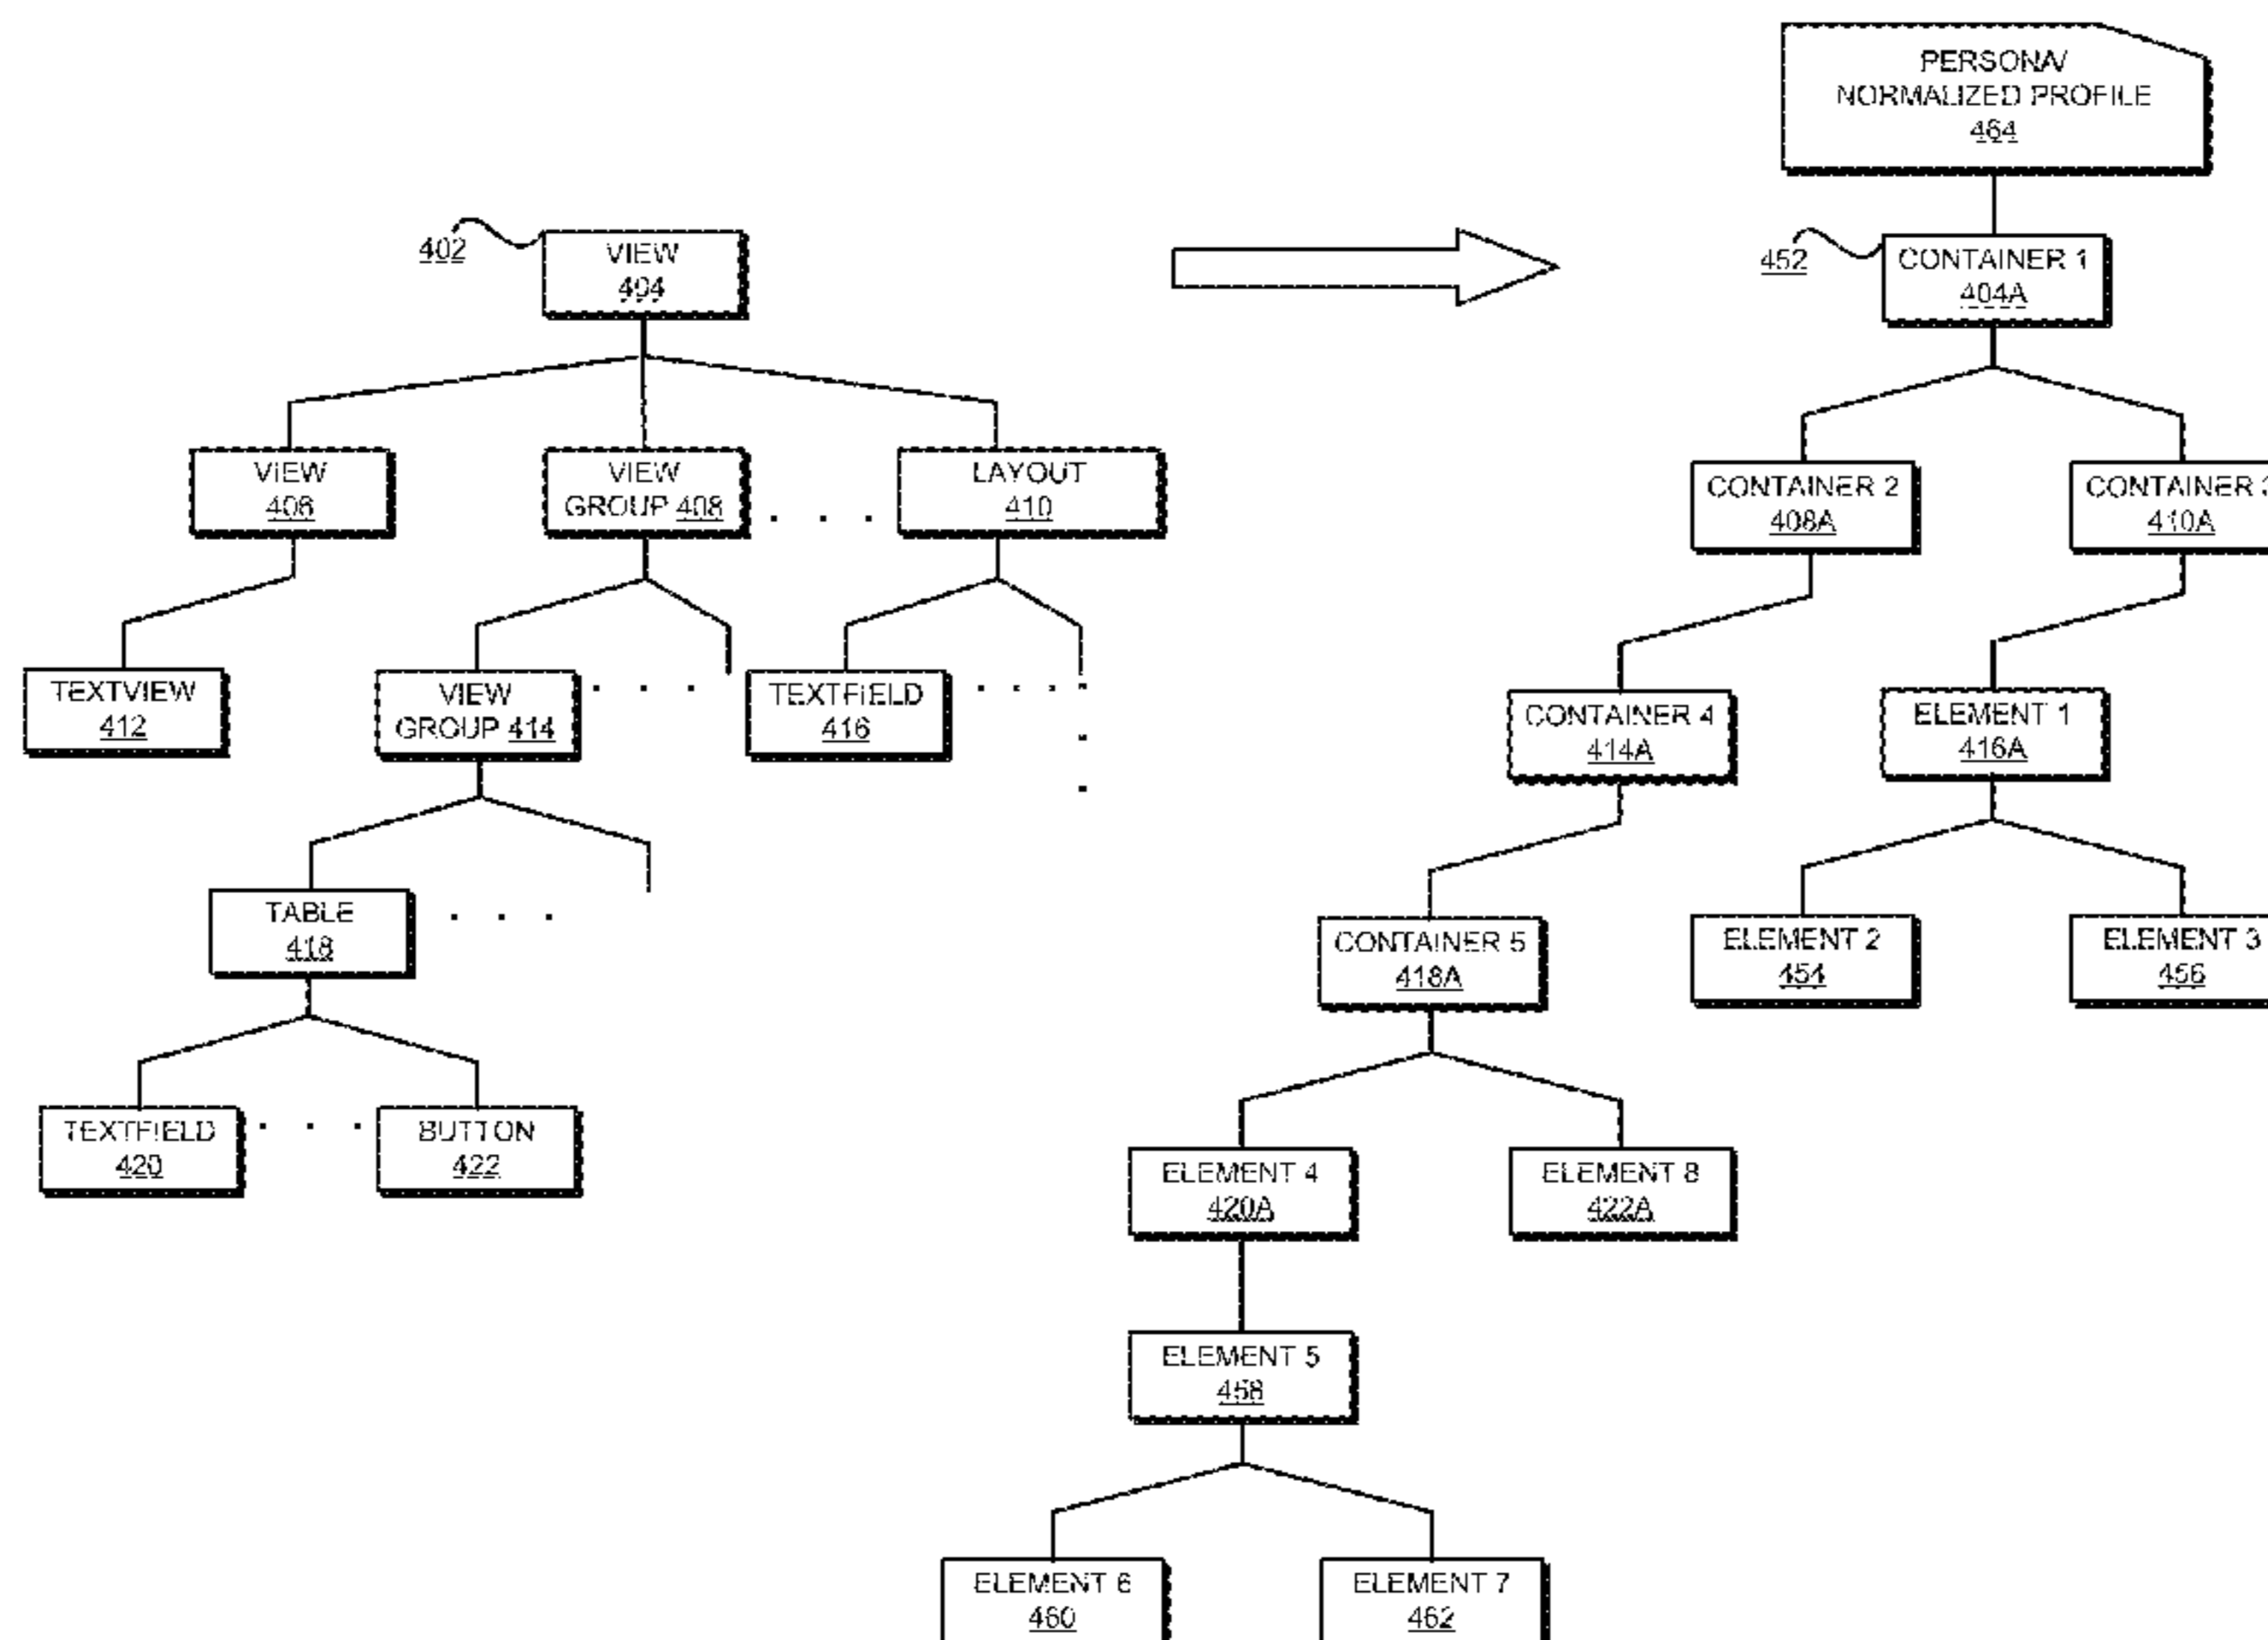 PERSONA/
NORMALIZED PROFILE
464
402
VIEW
404
452
CONTAINER 1
404A
VIEW
406
VIEW
GROUP 408
. . .
LAYOUT
410
CONTAINER 2
408A
CONTAINER 3
410A
TEXTVIEW
412
VIEW
GROUP 414
. . .
TEXTFIELD
416
. . .
CONTAINER 4
414A
ELEMENT 1
416A
TABLE
418
. . .
CONTAINER 5
418A
ELEMENT 2
454
ELEMENT 3
456
TEXTFIELD
420
. . .
BUTTON
422
ELEMENT 4
420A
ELEMENT 8
422A
ELEMENT 5
458
ELEMENT 6
460
ELEMENT 7
462